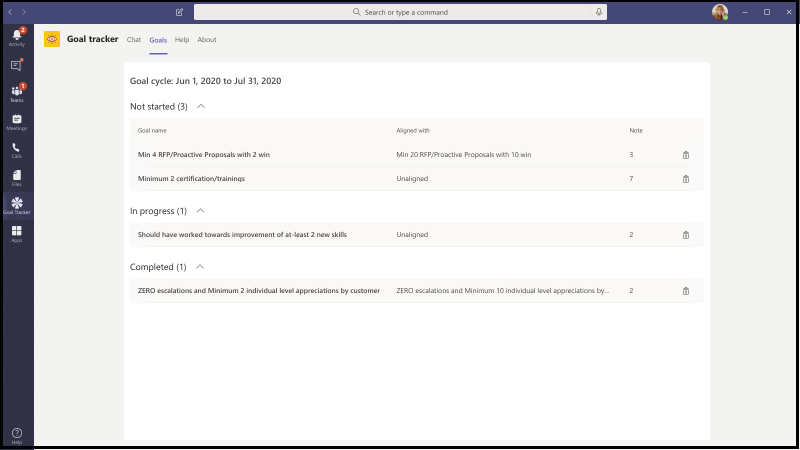 Search or type a command
2
Activity
1
Teams
Meetings
Calls
Files
Goal Tracker
Apps
Help
Goal tracker Chat Goals Help About
Goal cycle: Jun 1, 2020 to Jul 31, 2020
Not started (3)
Goal name Aligned with Note
Min 4 RFP/Proactive Proposals with 2 win Min 20 RFP/Proactive Proposals with 10 win 3
Minimum 2 certification/trainings Unaligned 7
In progress (1)
Should have worked towards improvement of at-least 2 new skills Unaligned 2
Completed (1)
ZERO escalations and Minimum 2 individual level appreciations by customer ZERO escalations and Minimum 10 individual level appreciations by... 2